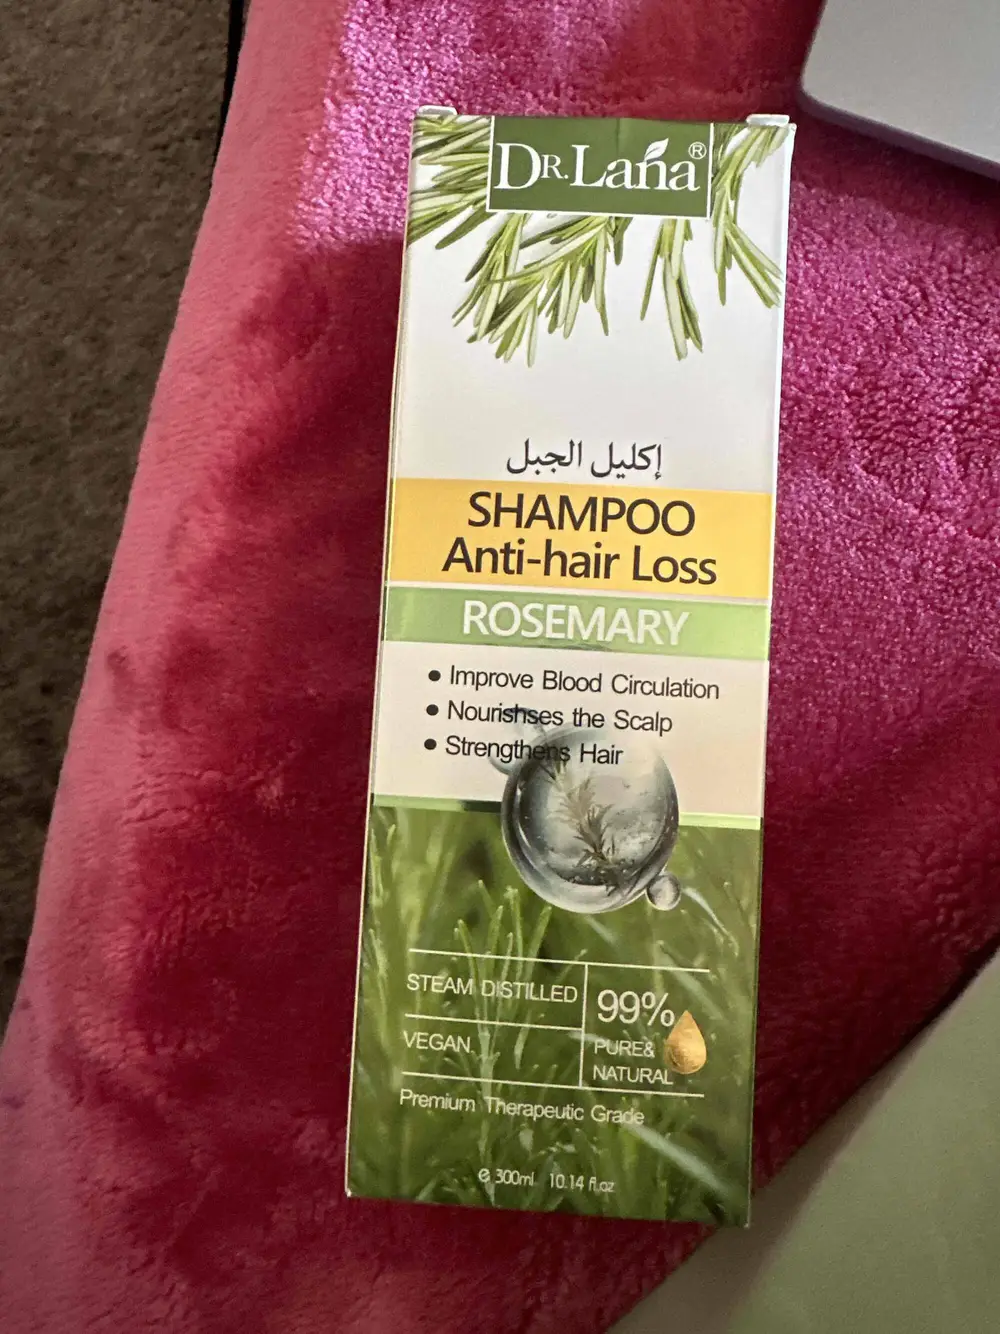 DR.Lana®
إكليل الجبل
SHAMPOO
Anti-hair Loss
ROSEMARY
• Improve Blood Circulation
• Nourishses the Scalp
• Strengthens Hair
STEAM DISTILLED
VEGAN
99%
PURE&
NATURAL
Premium Therapeutic Grade
℮ 300ml 10.14 fl.oz